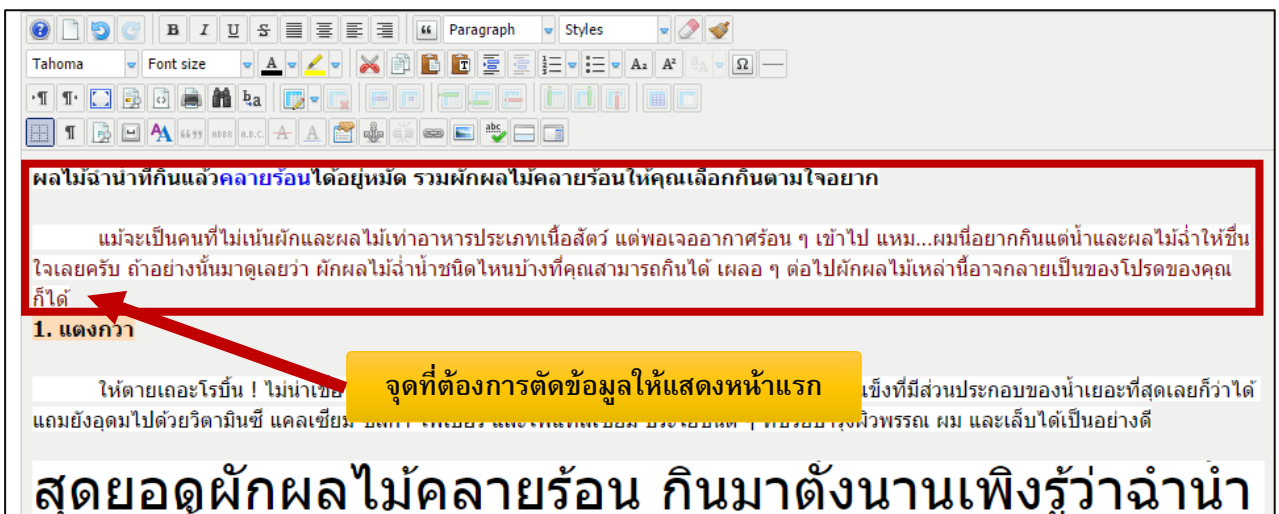 B I U S Paragraph Styles
Tahoma Font size
ผลไม้ฉ่ำน้ำที่กินแล้วคลายร้อนได้อยู่หมัด รวมผักผลไม้คลายร้อนให้คุณเลือกกินตามใจอยาก
แม้จะเป็นคนที่ไม่เน้นผักและผลไม้เท่าอาหารประเภทเนื้อสัตว์ แต่พอเจออากาศร้อน ๆ เข้าไป แหม...ผมนี่อยากกินแต่น้ำและผลไม้ฉ่ำให้ชื่น
ใจเลยครับ ถ้าอย่างนั้นมาดูเลยว่า ผักผลไม้ฉ่ำน้ำชนิดไหนบ้างที่คุณสามารถกินได้ เผลอ ๆ ต่อไปผักผลไม้เหล่านี้อาจกลายเป็นของโปรดของคุณ
ก็ได้
1. แตงกวา
จุดที่ต้องการตัดข้อมูลให้แสดงหน้าแรก
ให้ตายเถอะโรบิ้น ! ไม่น่า ที่มีส่วนประกอบของน้ำเยอะที่สุดเลยก็ว่าได้
แถมยังอุดมไปด้วยวิตามินซี แคลเซียม ผิวพรรณ ผม และเล็บได้เป็นอย่างดี
สุดยอดผักผลไม้คลายร้อน กินมาตั้งนานเพิ่งรู้ว่าฉ่ำน้ำ